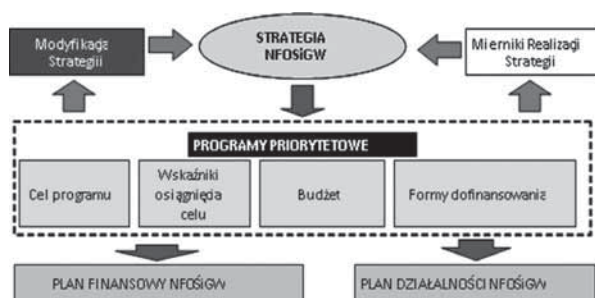 Modyfikacja
Strategii
STRATEGIA
NFOŚiGW
Mierniki Realizacji
Strategii
PROGRAMY PRIORYTETOWE
Cel programu
Wskaźniki
osiągnięcia
celu
Budżet
Formy dofinansowania
PLAN FINANSOWY NFOŚiGW
PLAN DZIAŁALNOŚCI NFOŚiGW